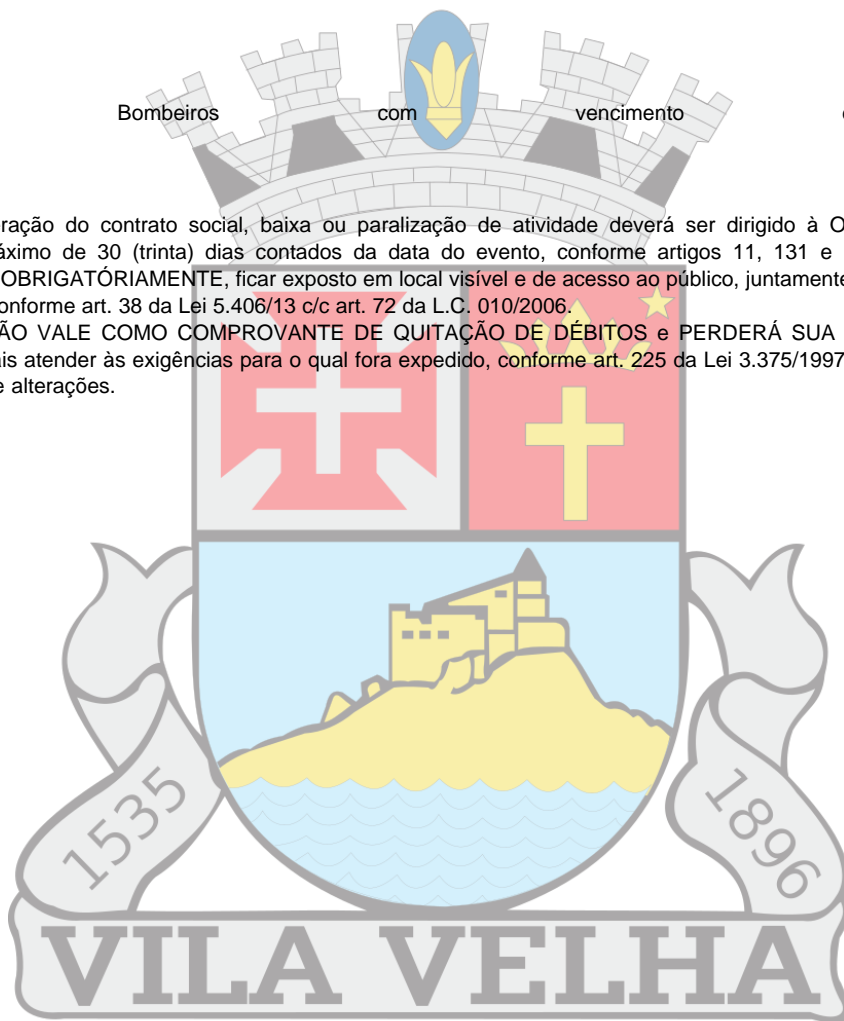 Bombeiros com vencimento
eração do contrato social, baixa ou paralização de atividade deverá ser dirigido à O
áximo de 30 (trinta) dias contados da data do evento, conforme artigos 11, 131 e
OBRIGATÓRIAMENTE, ficar exposto em local visível e de acesso ao público, juntamente
onforme art. 38 da Lei 5.406/13 c/c art. 72 da L.C. 010/2006.
ÃO VALE COMO COMPROVANTE DE QUITAÇÃO DE DÉBITOS e PERDERÁ SUA
is atender às exigências para o qual fora expedido, conforme art. 225 da Lei 3.375/1997
e alterações.
1535
1896
VILA VELHA